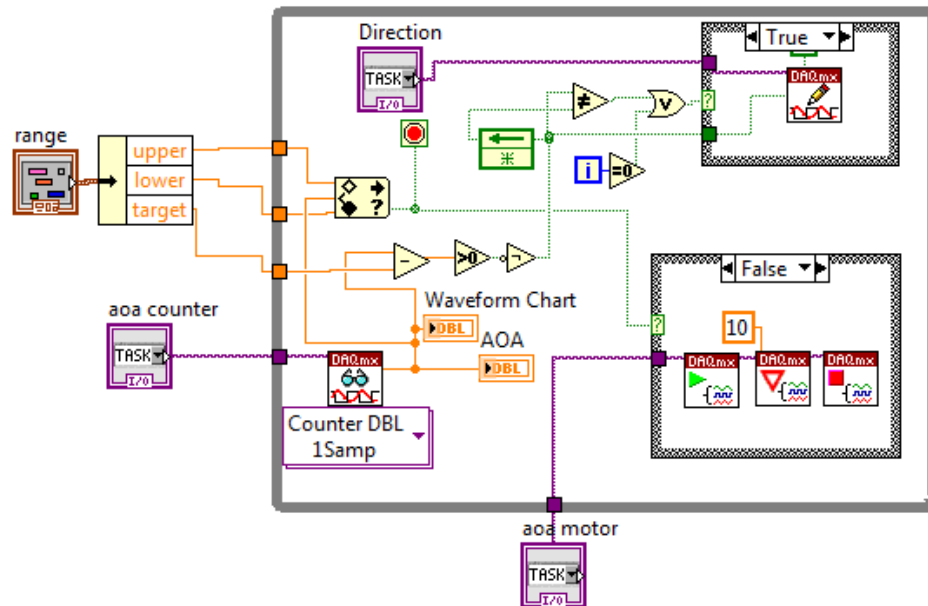 Direction
TASK
I/O
True
DAQmx
range
upper
lower
target
i
=0
≠
V
?
?
-
>0
False
?
aoa counter
TASK
I/O
Waveform Chart
DBL
AOA
DBL
10
DAQmx
DAQmx
DAQmx
DAQmx
Counter DBL
1Samp
aoa motor
TASK
I/O